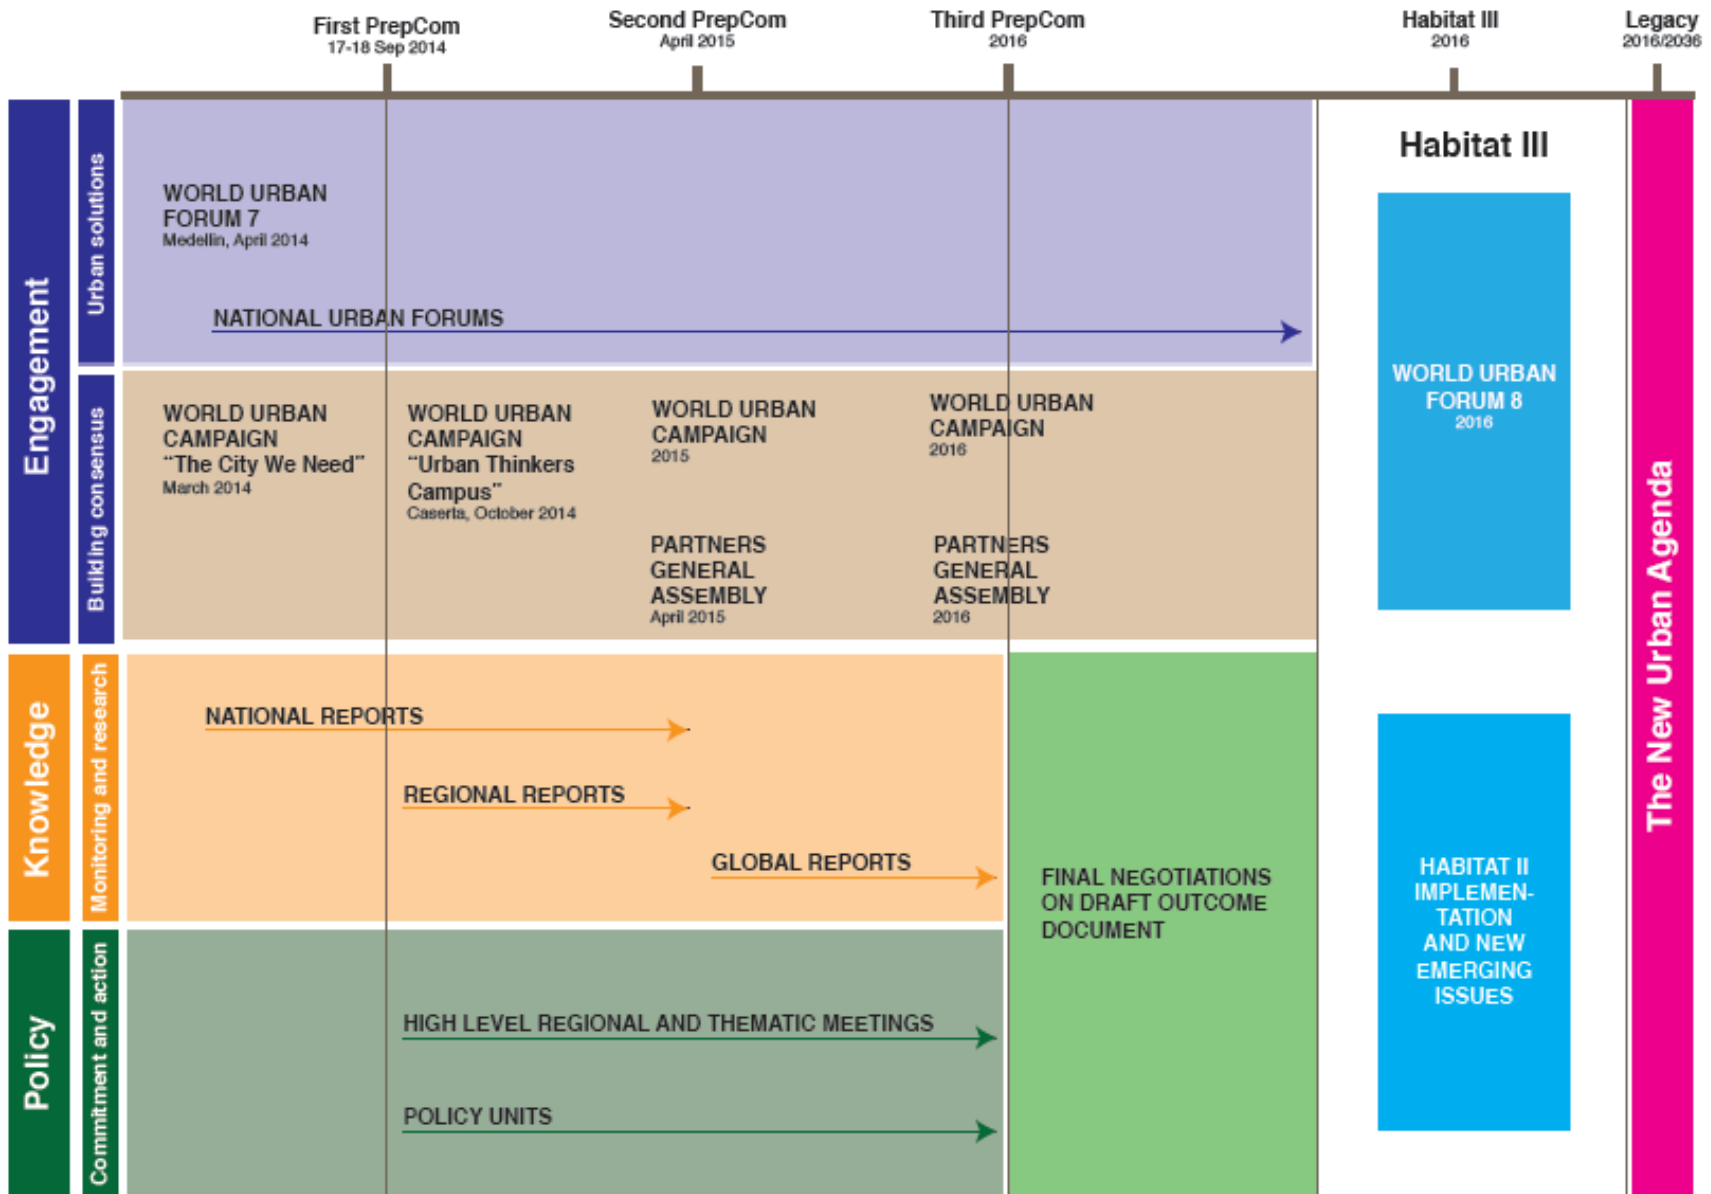 First PrepCom
17-18 Sep 2014
Second PrepCom
April 2015
Third PrepCom
2016
Habitat III
2016
Legacy
2016/2036
Engagement
Urban solutions
WORLD URBAN
FORUM 7
Medellin, April 2014
NATIONAL URBAN FORUMS
Building consensus
WORLD URBAN
CAMPAIGN
"The City We Need"
March 2014
WORLD URBAN
CAMPAIGN
"Urban Thinkers
Campus"
Caserta, October 2014
WORLD URBAN
CAMPAIGN
2015
WORLD URBAN
CAMPAIGN
2016
PARTNERS
GENERAL
ASSEMBLY
April 2015
PARTNERS
GENERAL
ASSEMBLY
2016
Knowledge
Monitoring and research
NATIONAL REPORTS
REGIONAL REPORTS
GLOBAL REPORTS
Policy
Commitment and action
HIGH LEVEL REGIONAL AND THEMATIC MEETINGS
POLICY UNITS
FINAL NEGOTIATIONS
ON DRAFT OUTCOME
DOCUMENT
Habitat III
WORLD URBAN
FORUM 8
2016
HABITAT II
IMPLEMEN-
TATION
AND NEW
EMERGING
ISSUES
The New Urban Agenda